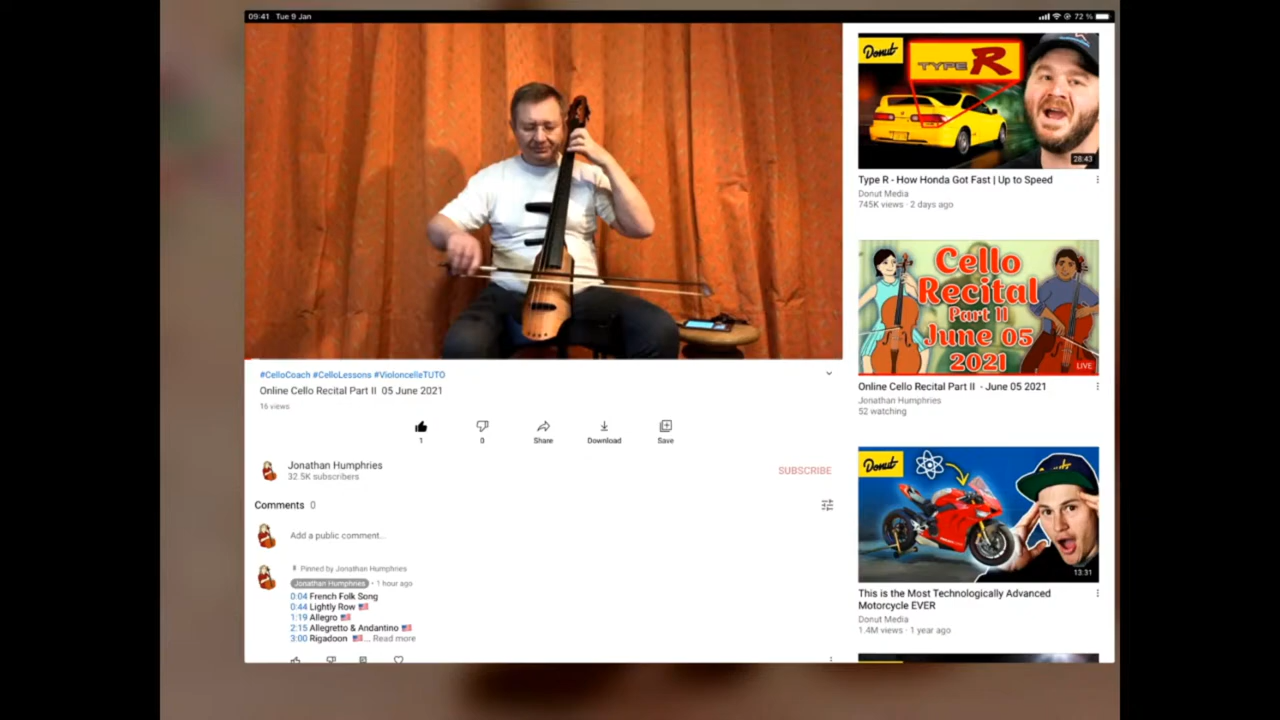 09:41 Tue 9 Jan
72 %
#CelloCoach #CelloLessons #VioloncelleTUTO
Online Cello Recital Part II 05 June 2021
16 views
1
0
Share
Download
Save
Jonathan Humphries
32.5K subscribers
SUBSCRIBE
Comments 0
Add a public comment...
Pinned by Jonathan Humphries
Jonathan Humphries • 1 hour ago
0:04 French Folk Song
0:44 Lightly Row 🇺🇸
1:19 Allegro 🇺🇸
2:15 Allegretto & Andantino 🇺🇸
3:00 Rigadoon 🇺🇸... Read more
Donut
TYPE R
28:43
Type R - How Honda Got Fast | Up to Speed
Donut Media
745K views · 2 days ago
Cello
Recital
Part II
June 05
2021
LIVE
Online Cello Recital Part II - June 05 2021
Jonathan Humphries
52 watching
Donut
13:31
This is the Most Technologically Advanced
Motorcycle EVER
Donut Media
1.4M views · 1 year ago